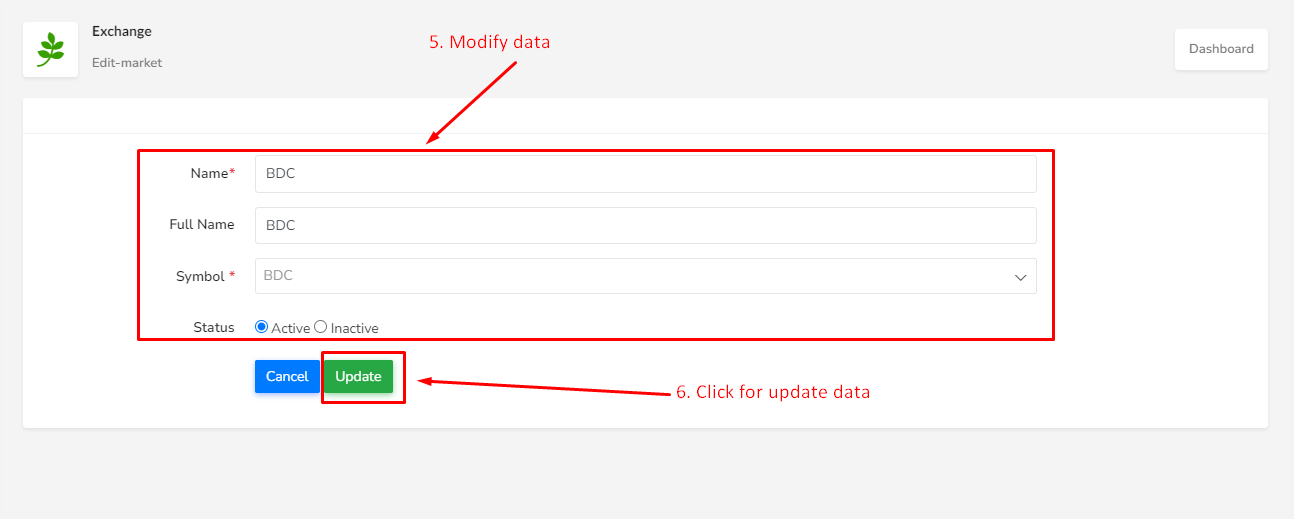 Exchange
Edit-market
5. Modify data
Dashboard
Name* BDC
Full Name BDC
Symbol * BDC
Status Active Inactive
Cancel Update
6. Click for update data